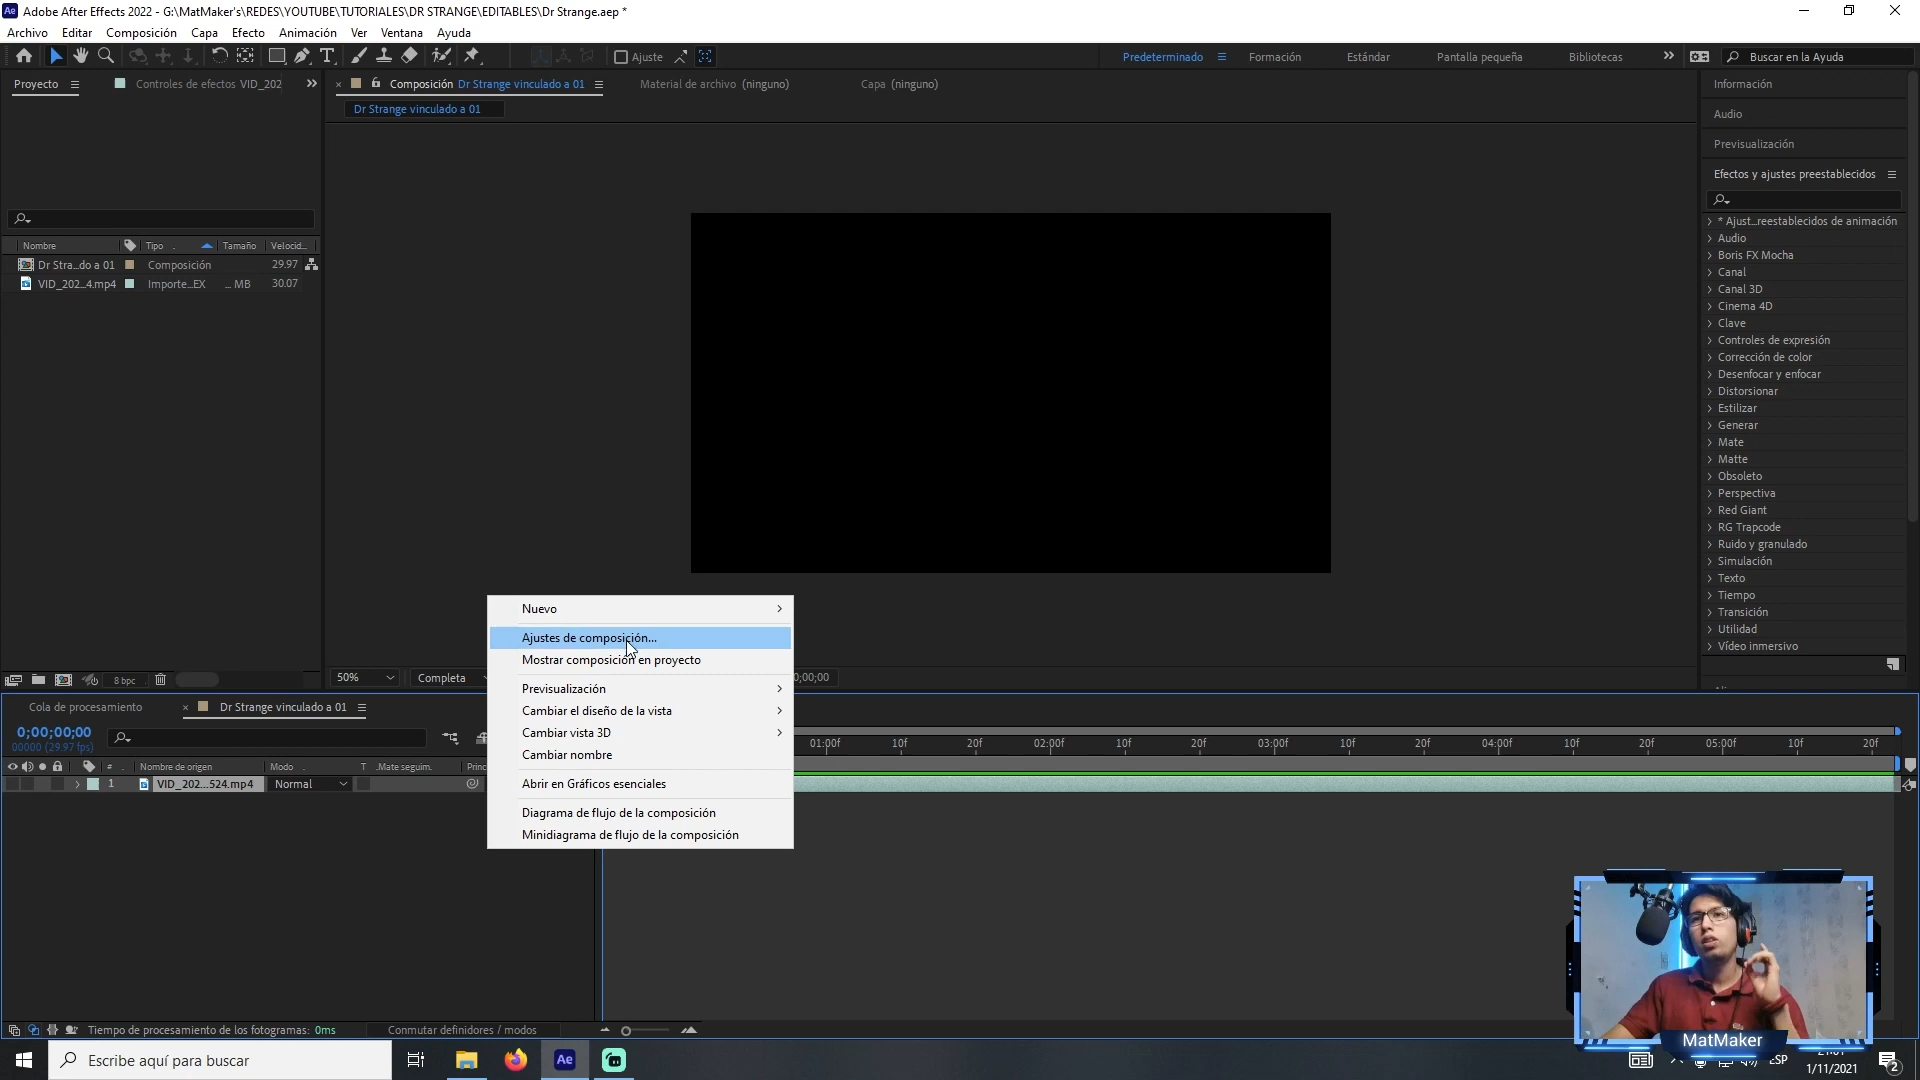 Adobe After Effects 2022 - G:\MatMaker's\REDES\YOUTUBE\TUTORIALES\DR STRANGE\EDITABLES\Dr Strange.aep *
Archivo Editar Composición Capa Efecto Animación Ver Ventana Ayuda
Ajuste
Predeterminado Formación Estándar Pantalla pequeña Bibliotecas
Buscar en la Ayuda
Proyecto
Controles de efectos VID_202
Composición Dr Strange vinculado a 01
Material de archivo (ninguno)
Capa (ninguno)
Dr Strange vinculado a 01
Información
Audio
Previsualización
Efectos y ajustes preestablecidos
Nombre Tipo Tamaño Velocid...
Dr Stra...do a 01 Composición 29.97
VID_202...4.mp4 Importe...EX ... MB 30.07
* Ajust...reestablecidos de animación
Audio
Boris FX Mocha
Canal
Canal 3D
Cinema 4D
Clave
Controles de expresión
Corrección de color
Desenfocar y enfocar
Distorsionar
Estilizar
Generar
Mate
Matte
Obsoleto
Perspectiva
Red Giant
RG Trapcode
Ruido y granulado
Simulación
Texto
Tiempo
Transición
Utilidad
Vídeo inmersivo
Nuevo
Ajustes de composición...
Mostrar composición en proyecto
Previsualización
Cambiar el diseño de la vista
Cambiar vista 3D
Cambiar nombre
Abrir en Gráficos esenciales
Diagrama de flujo de la composición
Minidiagrama de flujo de la composición
8 bpc
50%
Completa
0;00;00
Cola de procesamiento
Dr Strange vinculado a 01
0;00;00;00
00000 (29.97 fps)
01:00f 10f 20f 02:00f 10f 20f 03:00f 10f 20f 04:00f 10f 20f 05:00f 10f 20f
# Nombre de origen Modo T .Mate seguim. Princ
1 VID_202...524.mp4 Normal
Tiempo de procesamiento de los fotogramas: 0ms
Conmutar definidores / modos
MatMaker
Escribe aquí para buscar
Ae
ESP
1/11/2021
2